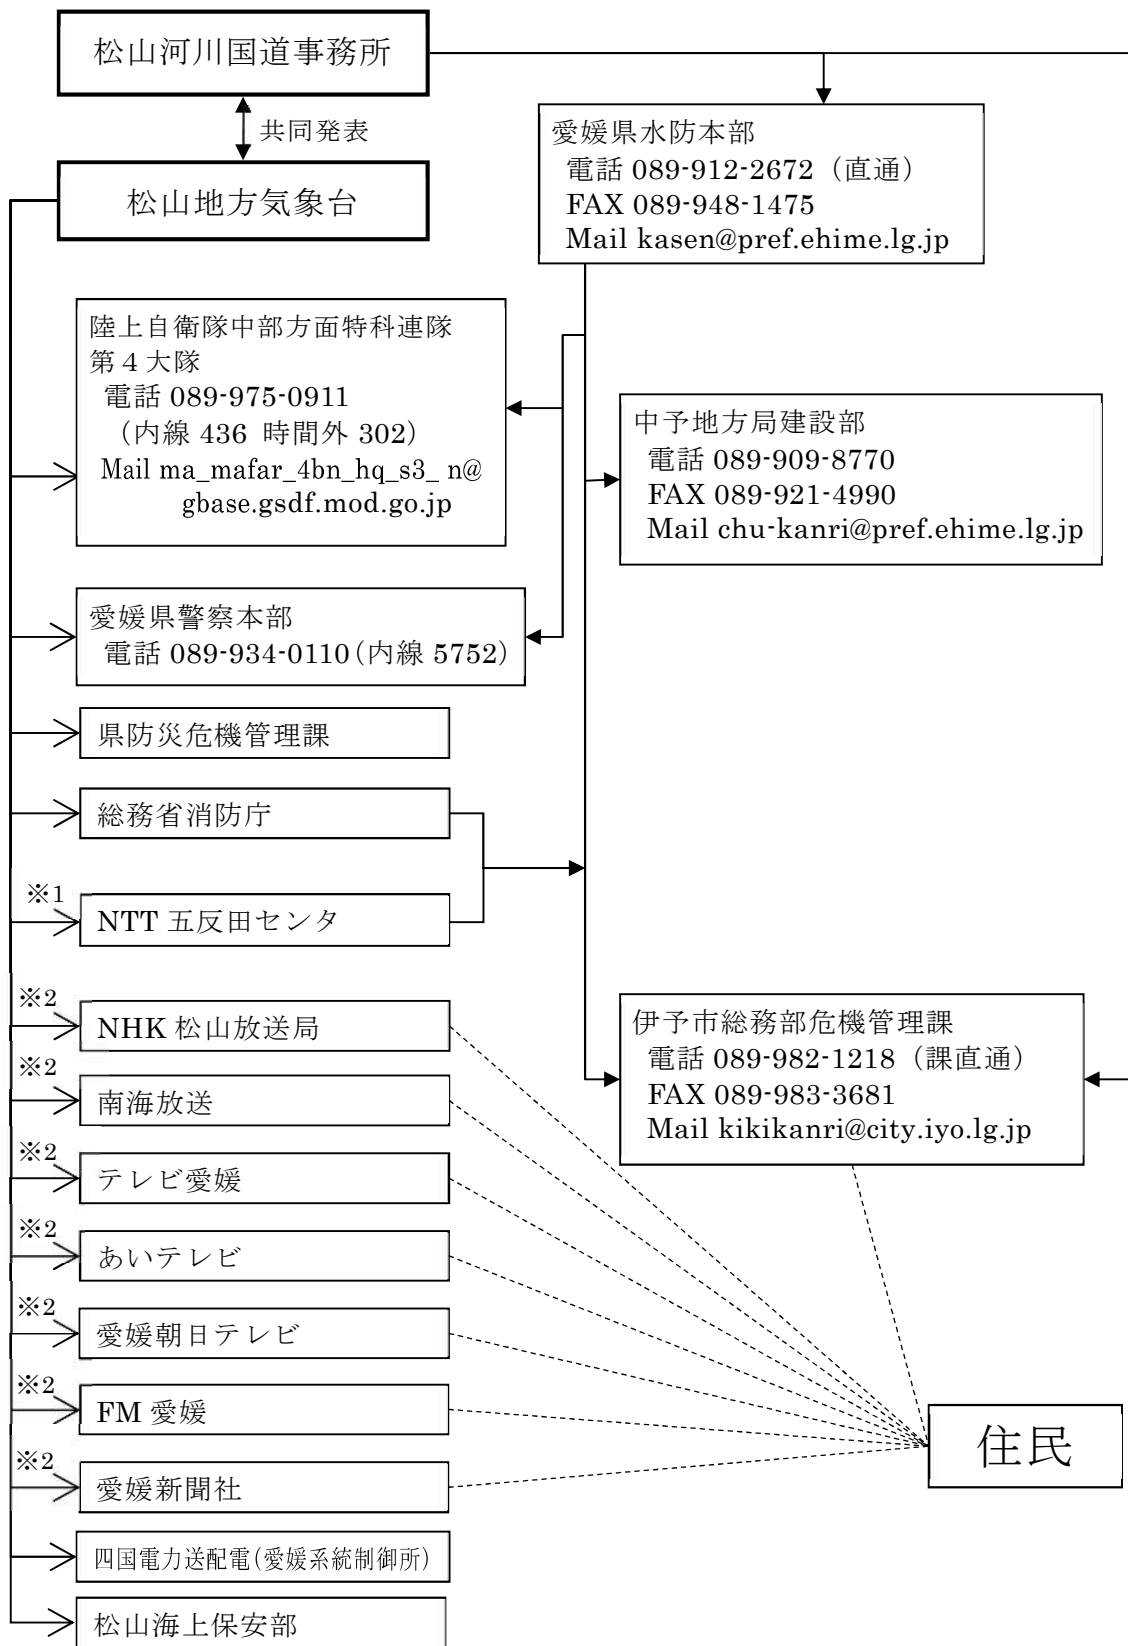 松山河川国道事務所
共同発表
松山地方気象台
愛媛県水防本部
電話 089-912-2672（直通）
FAX 089-948-1475
Mail kasen@pref.ehime.lg.jp
陸上自衛隊中部方面特科連隊
第４大隊
電話 089-975-0911
（内線 436 時間外 302）
Mail ma_mafar_4bn_hq_s3_ n@
gbase.gsdf.mod.go.jp
中予地方局建設部
電話 089-909-8770
FAX 089-921-4990
Mail chu-kanri@pref.ehime.lg.jp
愛媛県警察本部
電話 089-934-0110（内線 5752）
県防災危機管理課
総務省消防庁
※1
NTT 五反田センタ
※2
NHK 松山放送局
※2
南海放送
※2
テレビ愛媛
※2
あいテレビ
※2
愛媛朝日テレビ
※2
FM 愛媛
※2
愛媛新聞社
四国電力送配電（愛媛系統制御所）
松山海上保安部
伊予市総務部危機管理課
電話 089-982-1218（課直通）
FAX 089-983-3681
Mail kikikanri@city.iyo.lg.jp
住民